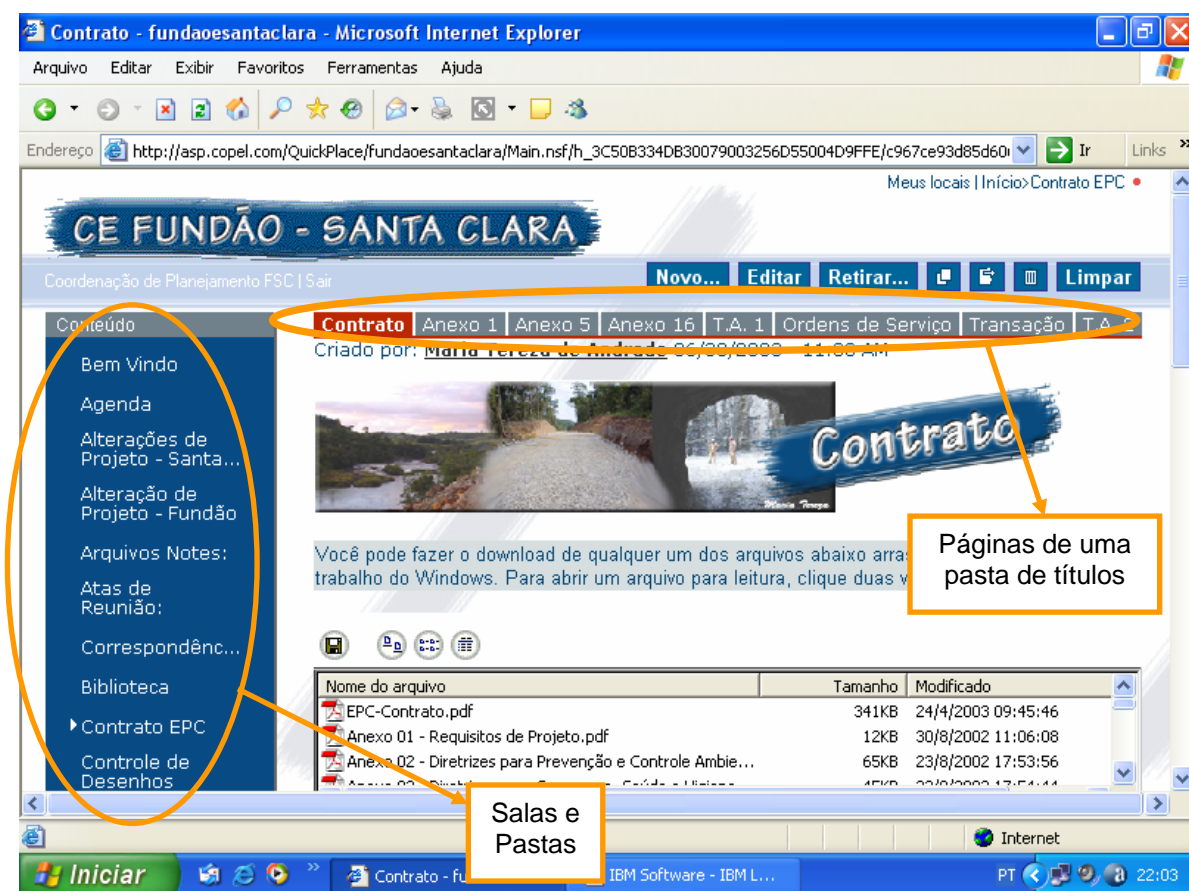 Contrato - fundaoesantaclara - Microsoft Internet Explorer
Arquivo Editar Exibir Favoritos Ferramentas Ajuda
Endereço http://asp.copel.com/QuickPlace/fundaoesantaclara/Main.nsf/h_3C50B334DB30079003256D55004D9FFE/c967ce93d85d60 Ir Links
Meus locais | Início>Contrato EPC
CE FUNDÃO - SANTA CLARA
Coordenação de Planejamento FSC | Sair
Novo... Editar Retirar... Limpar
Conteúdo
Contrato Anexo 1 Anexo 5 Anexo 16 T.A. 1 Ordens de Serviço Transação T.A.
Criado por: Maria Tereza de Andrade
Bem Vindo
Agenda
Alterações de
Projeto - Santa...
Alteração de
Projeto - Fundão
Arquivos Notes:
Atas de
Reunião:
Correspondênc...
Biblioteca
Contrato EPC
Controle de
Desenhos
Contrato
Maria Tereza
Páginas de uma
pasta de títulos
Você pode fazer o download de qualquer um dos arquivos abaixo
trabalho do Windows. Para abrir um arquivo para leitura, clique duas
Nome do arquivo Tamanho Modificado
EPC-Contrato.pdf 341KB 24/4/2003 09:45:46
Anexo 01 - Requisitos de Projeto.pdf 12KB 30/8/2002 11:06:08
Anexo 02 - Diretrizes para Prevenção e Controle Ambie... 65KB 23/8/2002 17:53:56
Salas e
Pastas
Internet
Iniciar Contrato - IBM Software - IBM L... PT 22:03